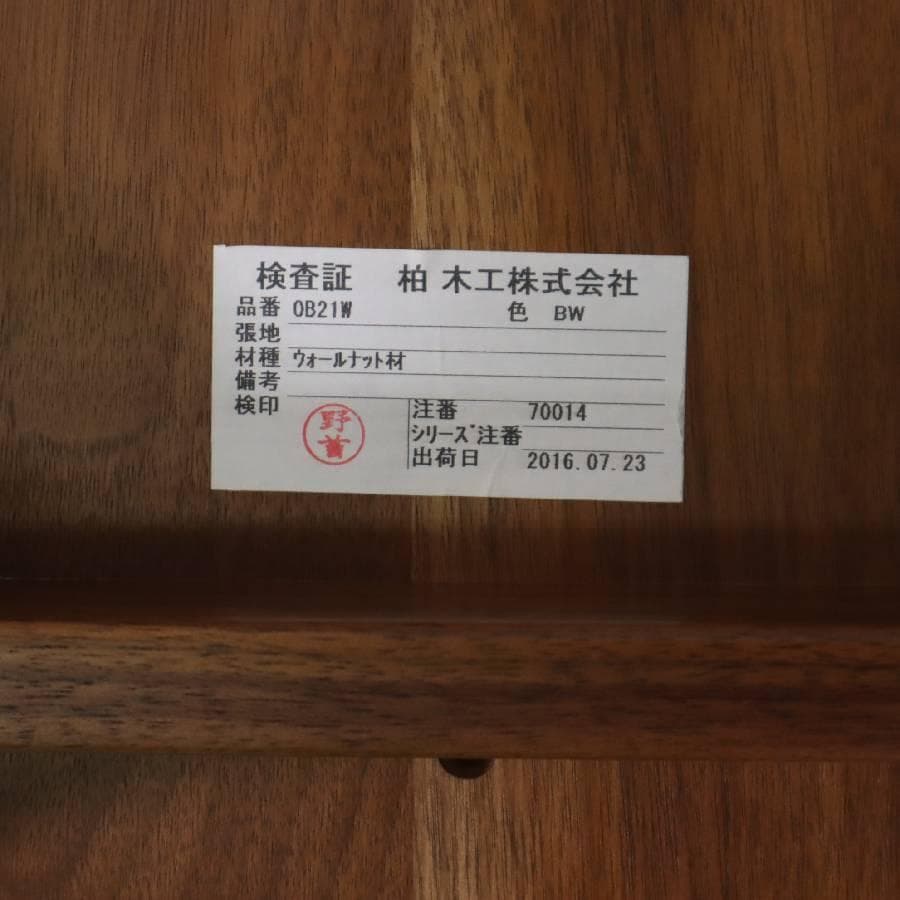 検査証 柏木工株式会社
品番 OB21W 色 BW
張地
材種 ウォールナット材
備考
検印 野首
注番 70014
シリーズ注番
出荷日 2016.07.23